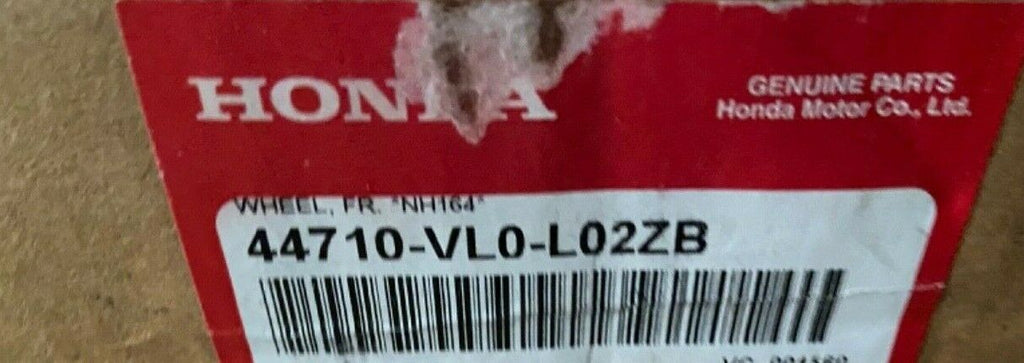 HONDA
GENUINE PARTS
Honda Motor Co., Ltd.
WHEEL, FR. *NH164*
44710-VL0-L02ZB